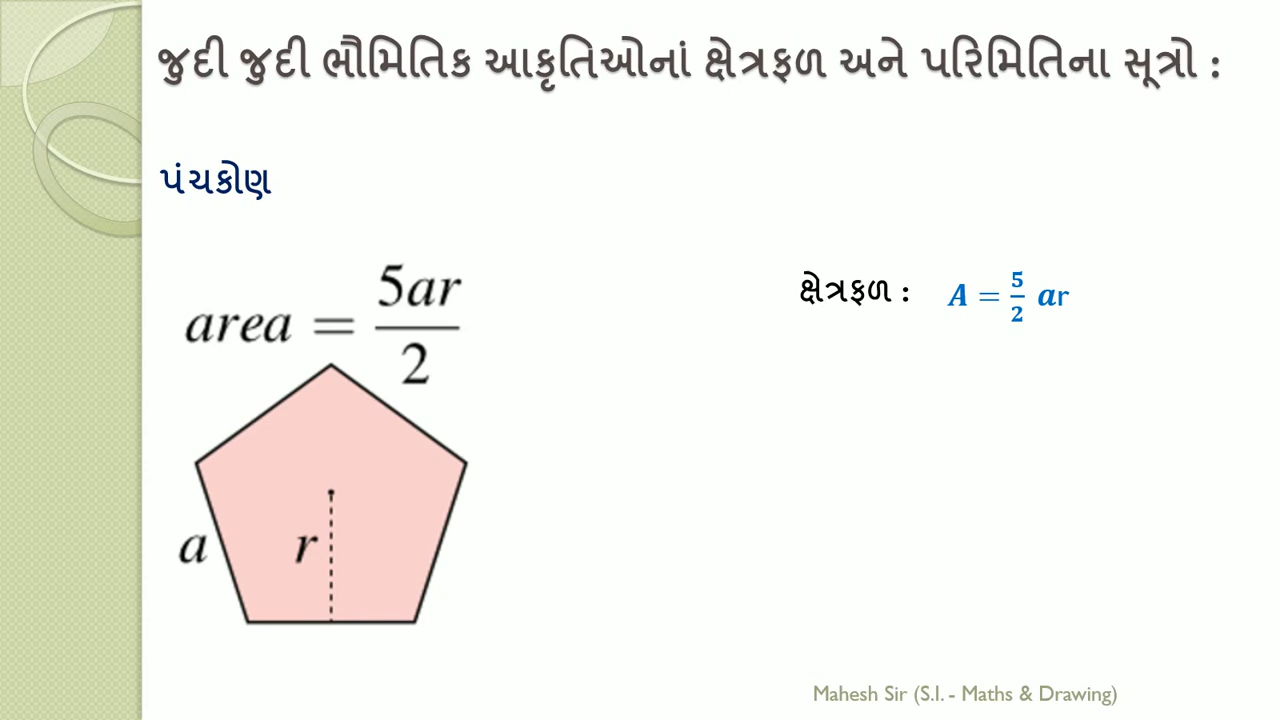 જુદી જુદી ભૌમિતિક આકૃતિઓનાં ક્ષેત્રફળ અને પરિમિતિના સૂત્રો :
પંચકોણ
area = 5ar/2
ક્ષેત્રફળ : A = 5/2 ar
a
r
Mahesh Sir (S.I. - Maths & Drawing)